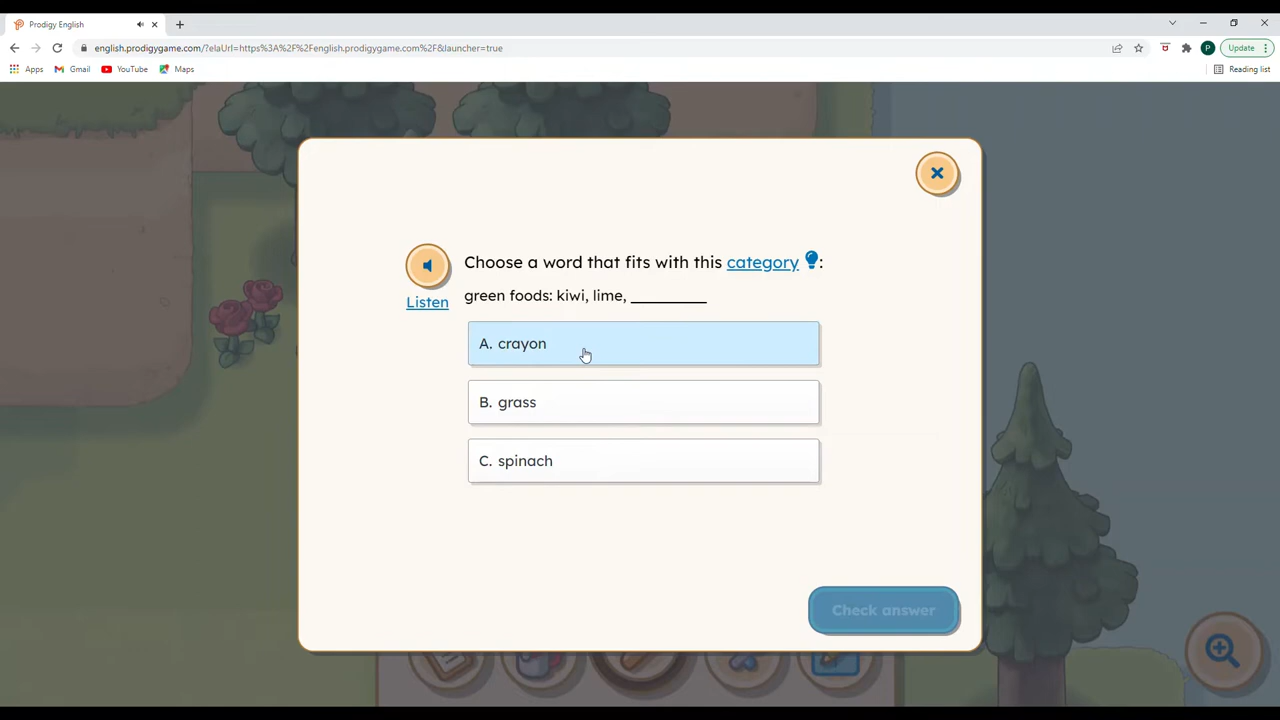 Prodigy English
english.prodigygame.com/?elaUrl=https%3A%2F%2Fenglish.prodigygame.com%2F&launcher=true
P
Update
Apps
Gmail
YouTube
Maps
Reading list
Choose a word that fits with this category :
Listen
green foods: kiwi, lime, __________
A. crayon
B. grass
C. spinach
Check answer